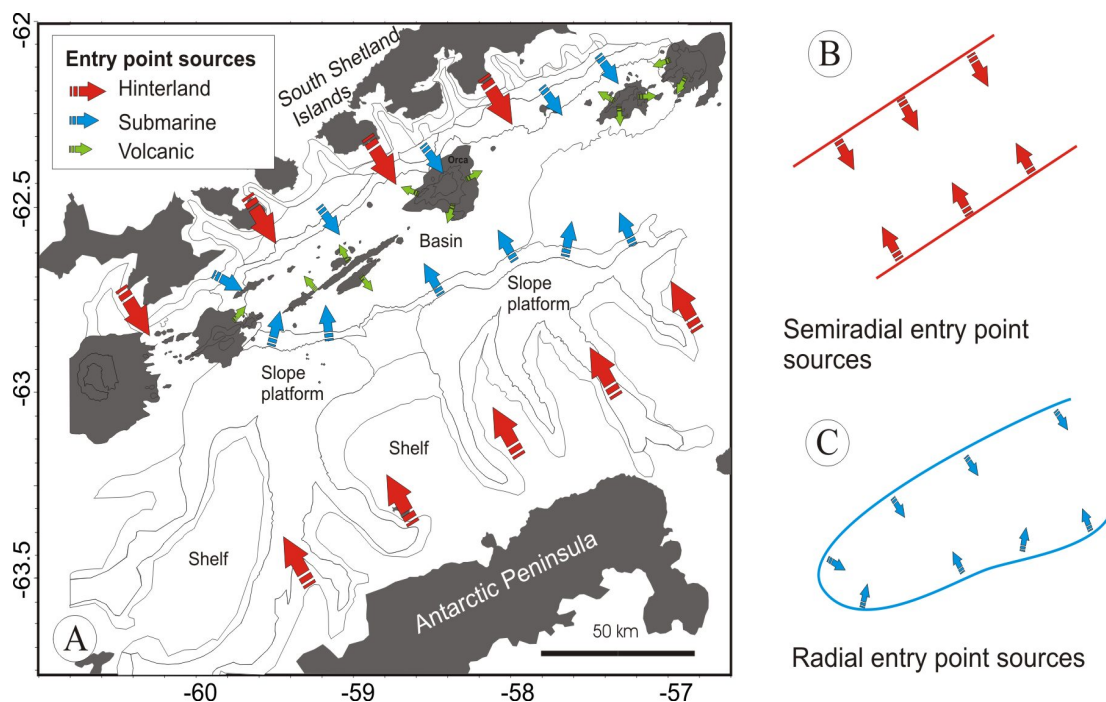 -62
-62.5
-63
-63.5
-60
-59
-58
-57
Entry point sources
Hinterland
Submarine
Volcanic
South Shetland
Islands
Orca
Basin
Slope
platform
Slope
platform
Shelf
Shelf
Antarctic Peninsula
50 km
A
B
Semiradial entry point
sources
C
Radial entry point sources